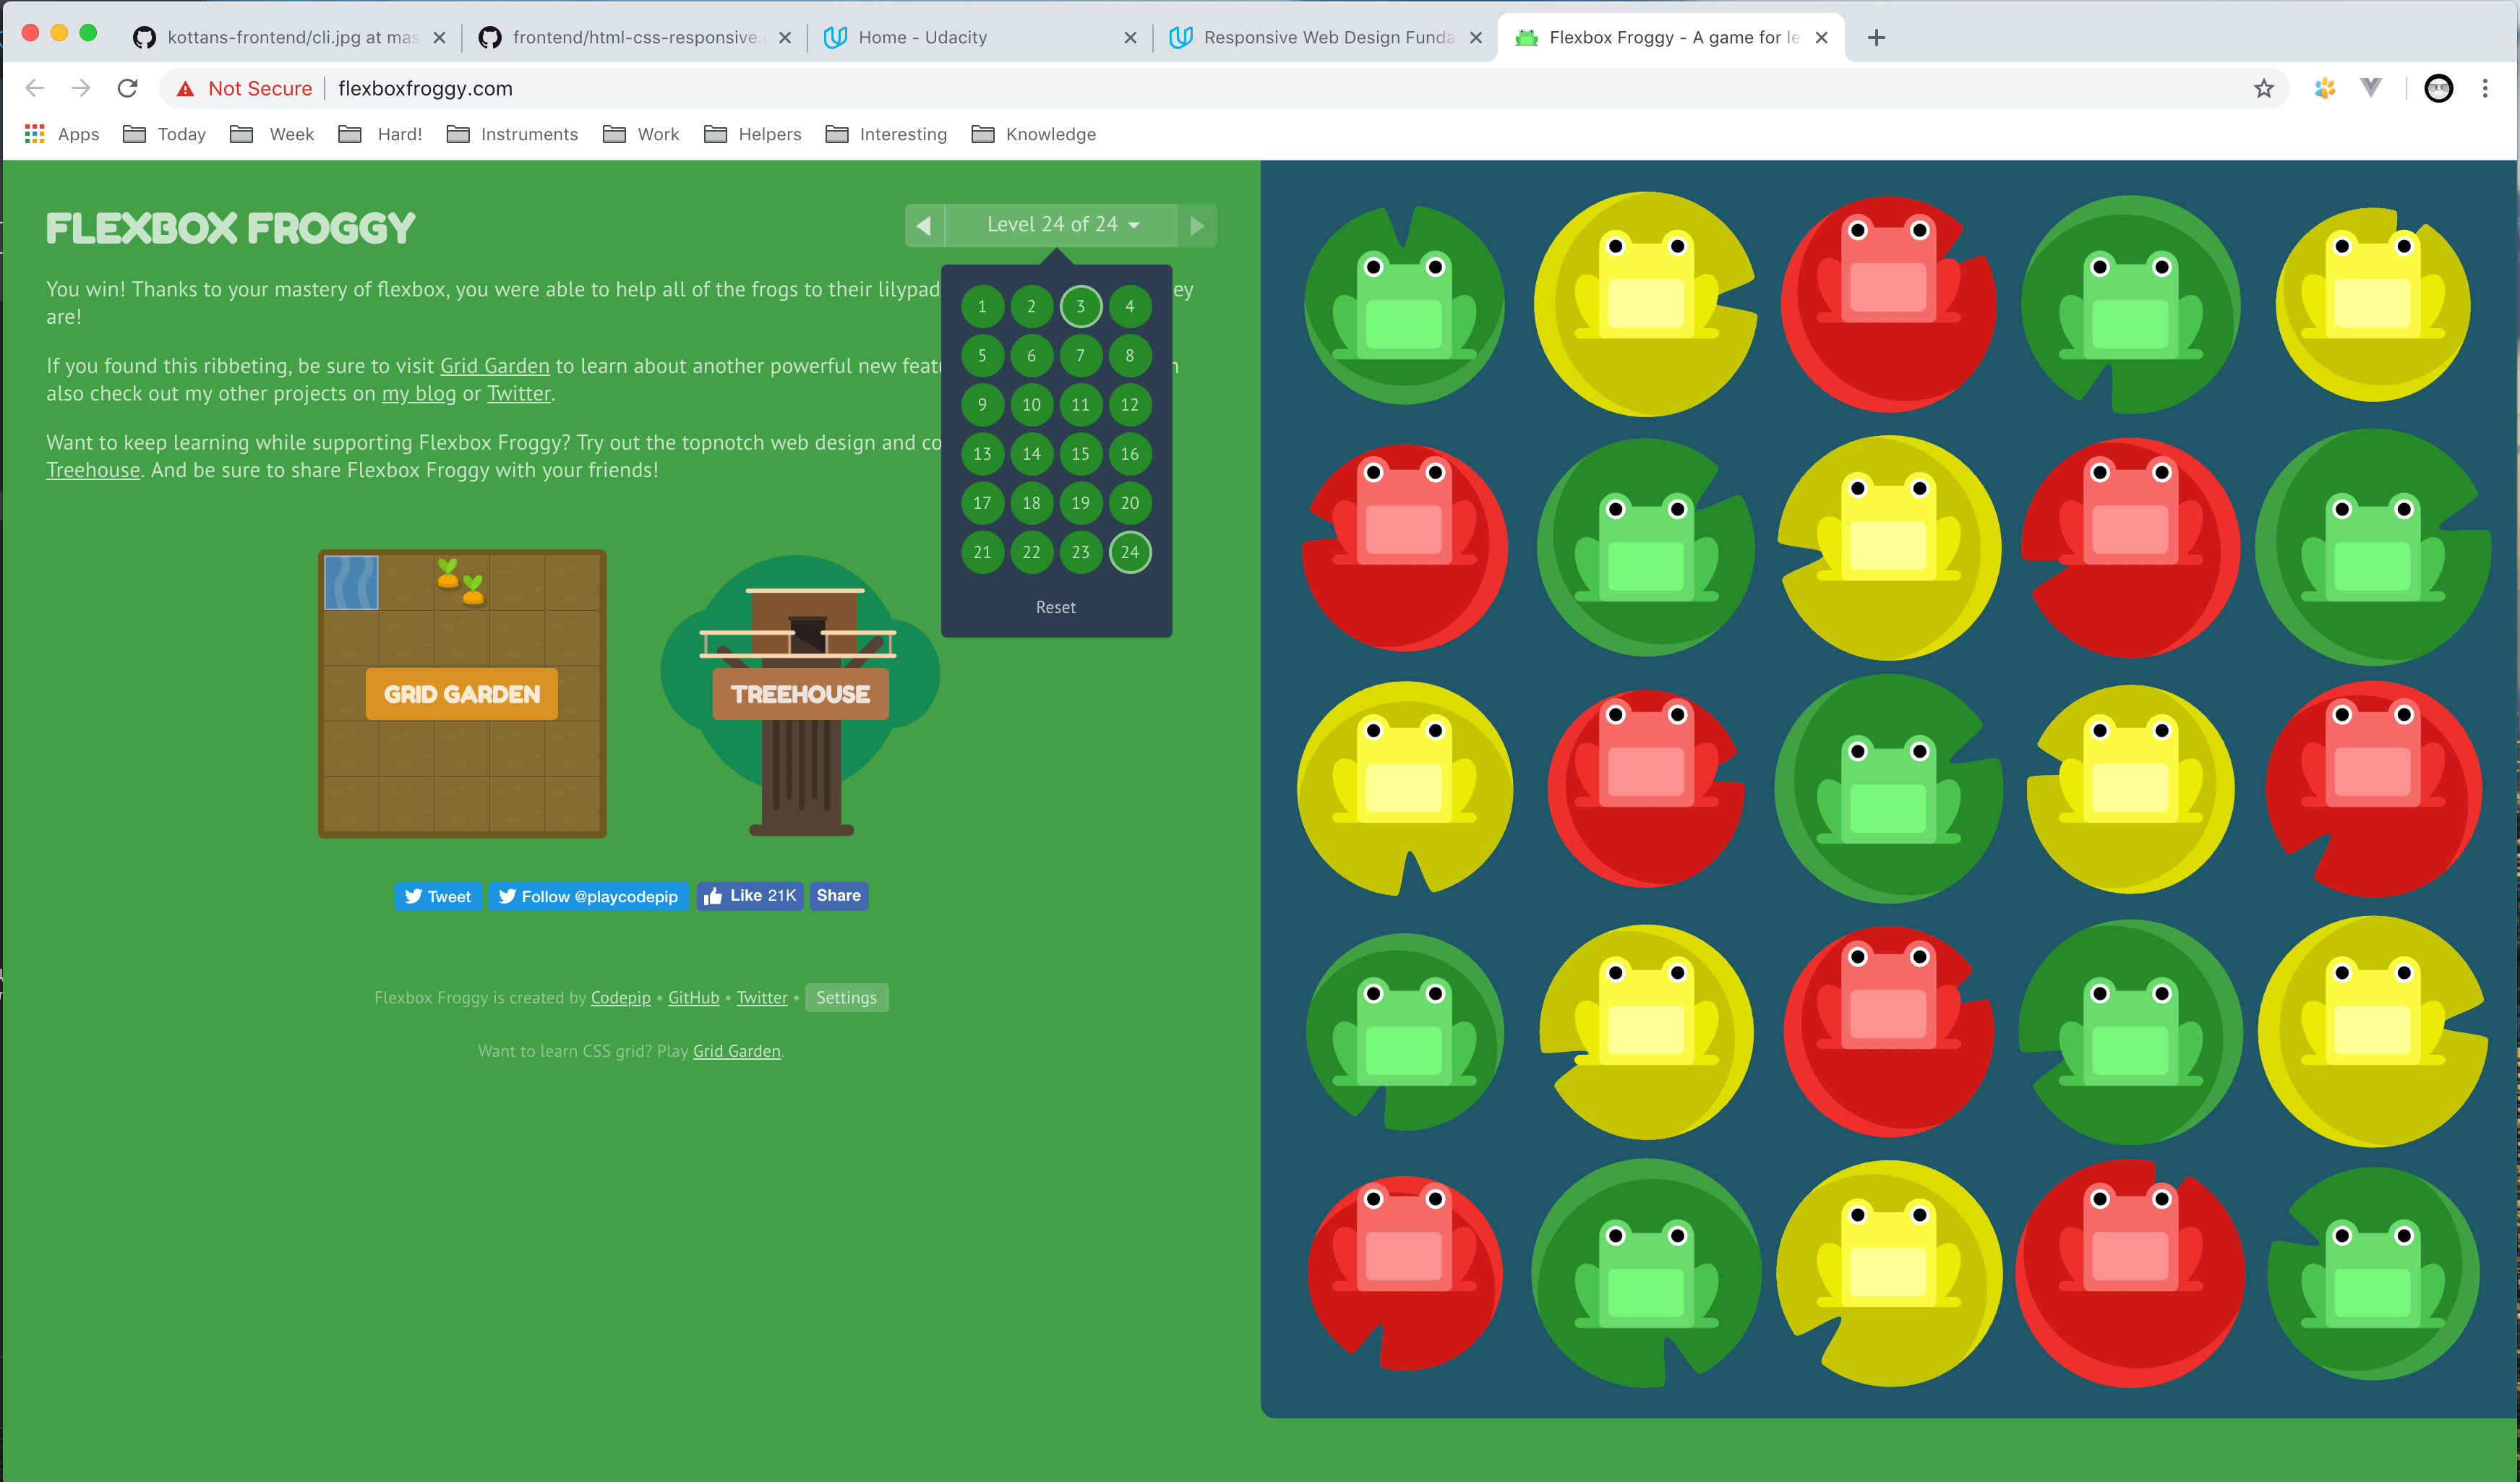 kottans-frontend/cli.jpg at mas
frontend/html-css-responsive.
Home - Udacity
Responsive Web Design Funda
Flexbox Froggy - A game for le
Not Secure
flexboxfroggy.com
Apps
Today
Week
Hard!
Instruments
Work
Helpers
Interesting
Knowledge
FLEXBOX FROGGY
Level 24 of 24
You win! Thanks to your mastery of flexbox, you were able to help all of the frogs to their lilypad ey
are!
If you found this ribbeting, be sure to visit Grid Garden to learn about another powerful new feat
also check out my other projects on my blog or Twitter.
Want to keep learning while supporting Flexbox Froggy? Try out the topnotch web design and co
Treehouse. And be sure to share Flexbox Froggy with your friends!
1 2 3 4
5 6 7 8
9 10 11 12
13 14 15 16
17 18 19 20
21 22 23 24
Reset
GRID GARDEN
TREEHOUSE
Tweet
Follow @playcodepip
Like 21K
Share
Flexbox Froggy is created by Codepip • GitHub • Twitter • Settings
Want to learn CSS grid? Play Grid Garden.